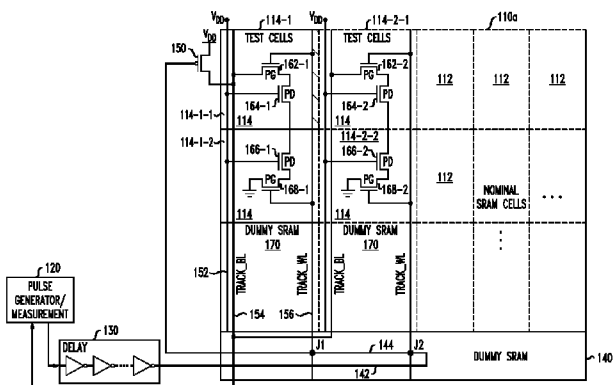 V_DD 114-1 V_DD 114-2-1 110a
150 V_DD TEST CELLS TEST CELLS
PG 162-1 PG 162-2 112 112 112
PD PD
164-1 164-2
114-1-1 114 114
114-1-2 114-2-2
166-1 PD 166-2 PD 112
PG 168-1 PG 168-2 NOMINAL
SRAM CELLS ...
114 114
DUMMY SRAM DUMMY SRAM
170 170
152 TRACK_BL TRACK_WL TRACK_BL TRACK_WL
120
PULSE
GENERATOR/
MEASUREMENT
154 156
130
DELAY
J1 144 J2
DUMMY SRAM 140
142